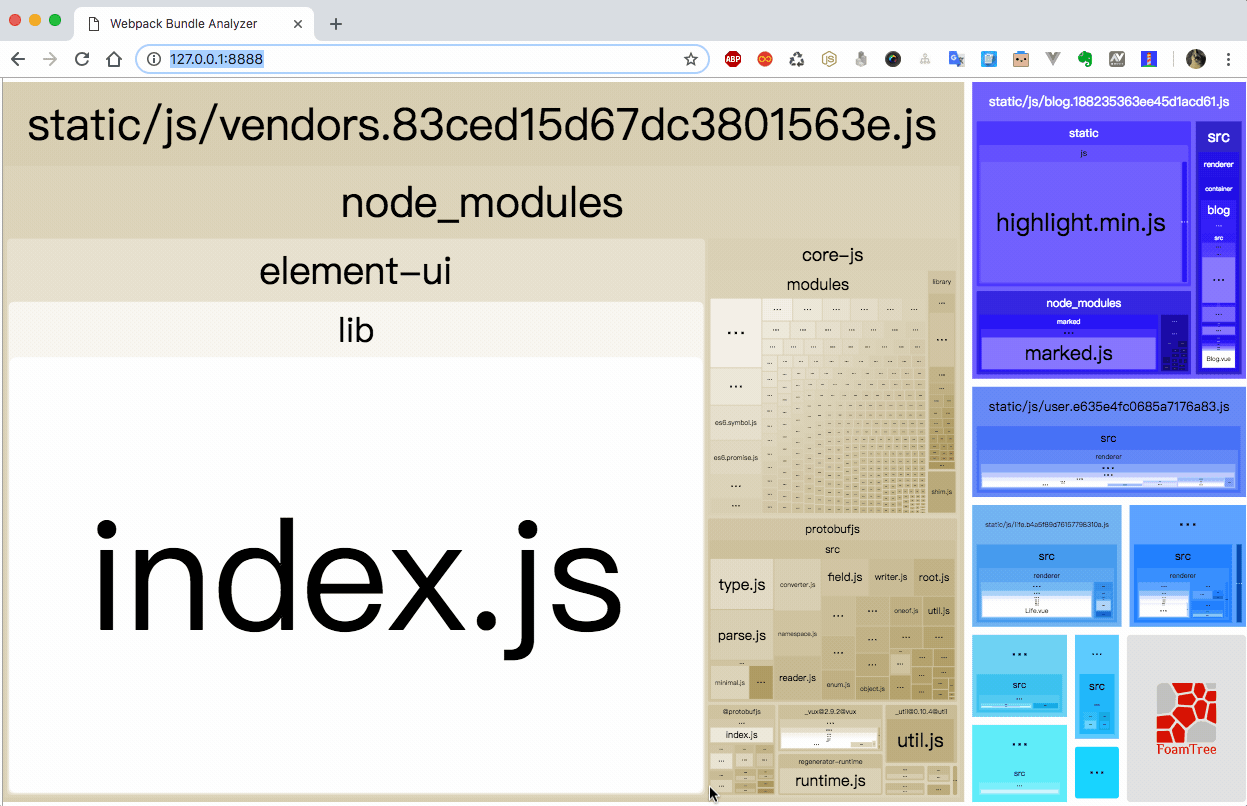 Webpack Bundle Analyzer
127.0.0.1:8888
ABP
static/js/vendors.83ced15d67dc3801563e.js
node_modules
element-ui
lib
index.js
core-js
modules
library
es6.symbol.js
es6.promise.js
shim.js
protobufjs
src
type.js
converter.js
field.js
writer.js
root.js
oneof.js
util.js
parse.js
namespace.js
minimal.js
reader.js
enum.js
object.js
@protobufjs
index.js
_vux@2.9.2@vux
_util@0.10.4@util
util.js
regenerator-runtime
runtime.js
static/js/blog.188235363ee45d1acd61.js
static
js
highlight.min.js
node_modules
marked
marked.js
src
renderer
container
blog
src
Blog.vue
static/js/user.e635e4fc0685a7176a83.js
src
renderer
src
renderer
Life.vue
src
renderer
src
src
src
FoamTree